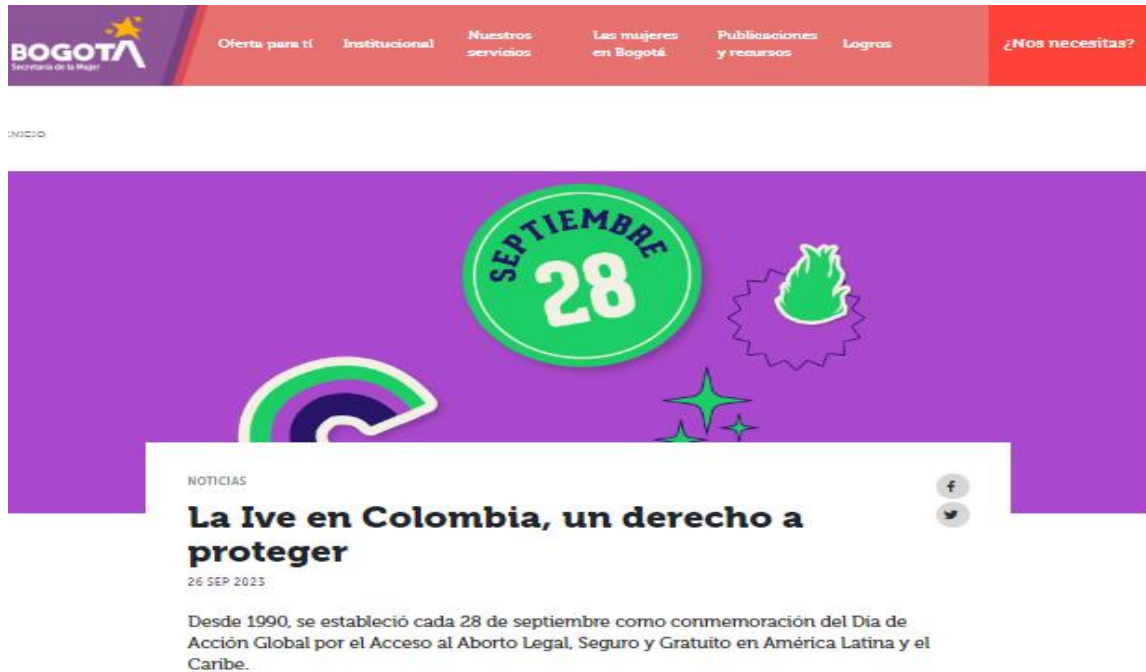 BOGOTÁ
Secretaría de la Mujer
Oferta para tí
Institucional
Nuestros
servicios
Las mujeres
en Bogotá
Publicaciones
y recursos
Logros
¿Nos necesitas?
INICIO
SEPTIEMBRE
28
NOTICIAS
La Ive en Colombia, un derecho a
proteger
26 SEP 2023
Desde 1990, se estableció cada 28 de septiembre como conmemoración del Día de
Acción Global por el Acceso al Aborto Legal, Seguro y Gratuito en América Latina y el
Caribe.